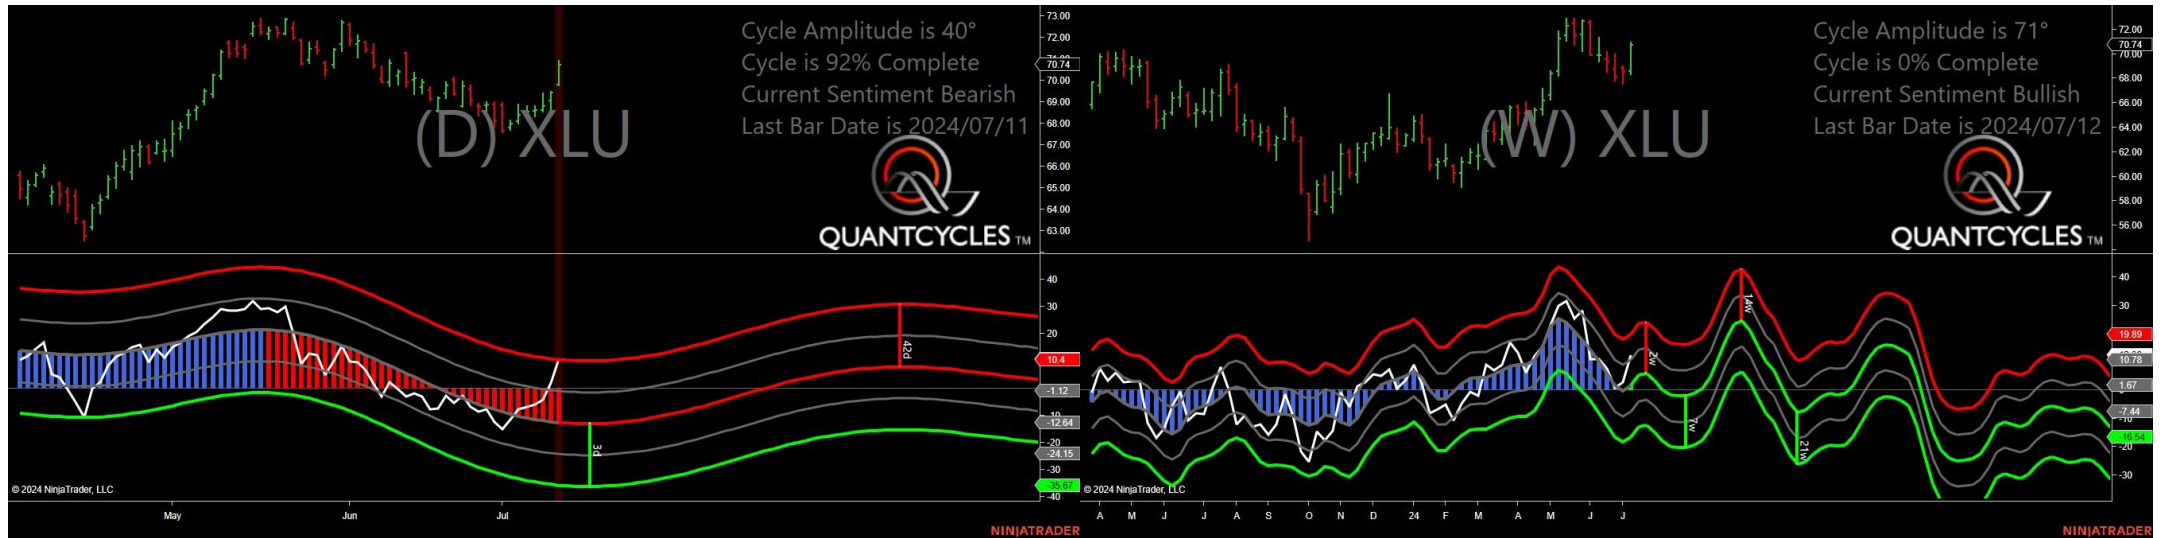 Cycle Amplitude is 40°
Cycle is 92% Complete
Current Sentiment Bearish
Last Bar Date is 2024/07/11
(D) XLU
QUANTCYCLES TM
73.00
72.00
70.74
70.00
69.00
68.00
67.00
66.00
65.00
64.00
63.00
40
30
20
10.4
-1.12
-12.64
-20
-24.15
-30
-35.67
-40
42d
3d
© 2024 NinjaTrader, LLC
May Jun Jul
NINJATRADER
Cycle Amplitude is 71°
Cycle is 0% Complete
Current Sentiment Bullish
Last Bar Date is 2024/07/12
(W) XLU
QUANTCYCLES TM
72.00
70.74
70.00
68.00
66.00
64.00
62.00
60.00
58.00
56.00
40
30
19.89
10.78
1.67
-7.44
-16.54
-20
-30
2w
7w
14w
21w
© 2024 NinjaTrader, LLC
A M J J A S O N D 24 F M A M J J
NINJATRADER